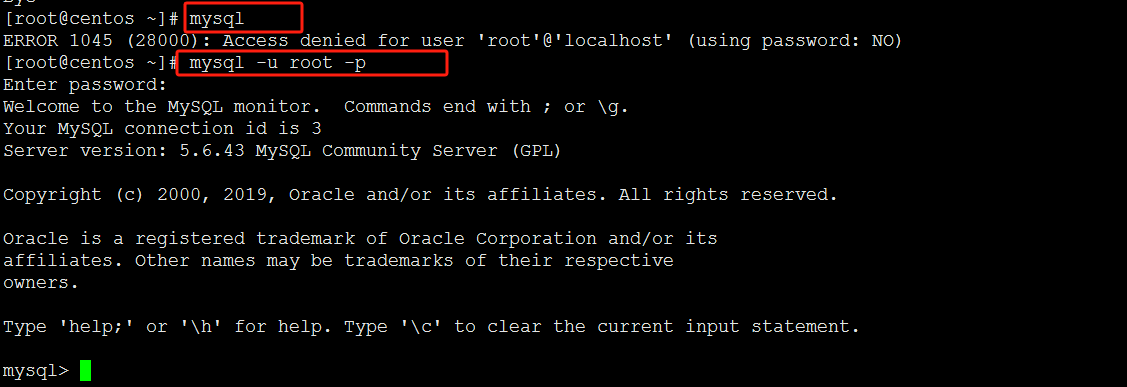 [root@centos ~]# mysql
ERROR 1045 (28000): Access denied for user 'root'@'localhost' (using password: NO)
[root@centos ~]# mysql -u root -p
Enter password:
Welcome to the MySQL monitor.  Commands end with ; or \g.
Your MySQL connection id is 3
Server version: 5.6.43 MySQL Community Server (GPL)
Copyright (c) 2000, 2019, Oracle and/or its affiliates. All rights reserved.
Oracle is a registered trademark of Oracle Corporation and/or its
affiliates. Other names may be trademarks of their respective
owners.
Type 'help;' or '\h' for help. Type '\c' to clear the current input statement.
mysql>